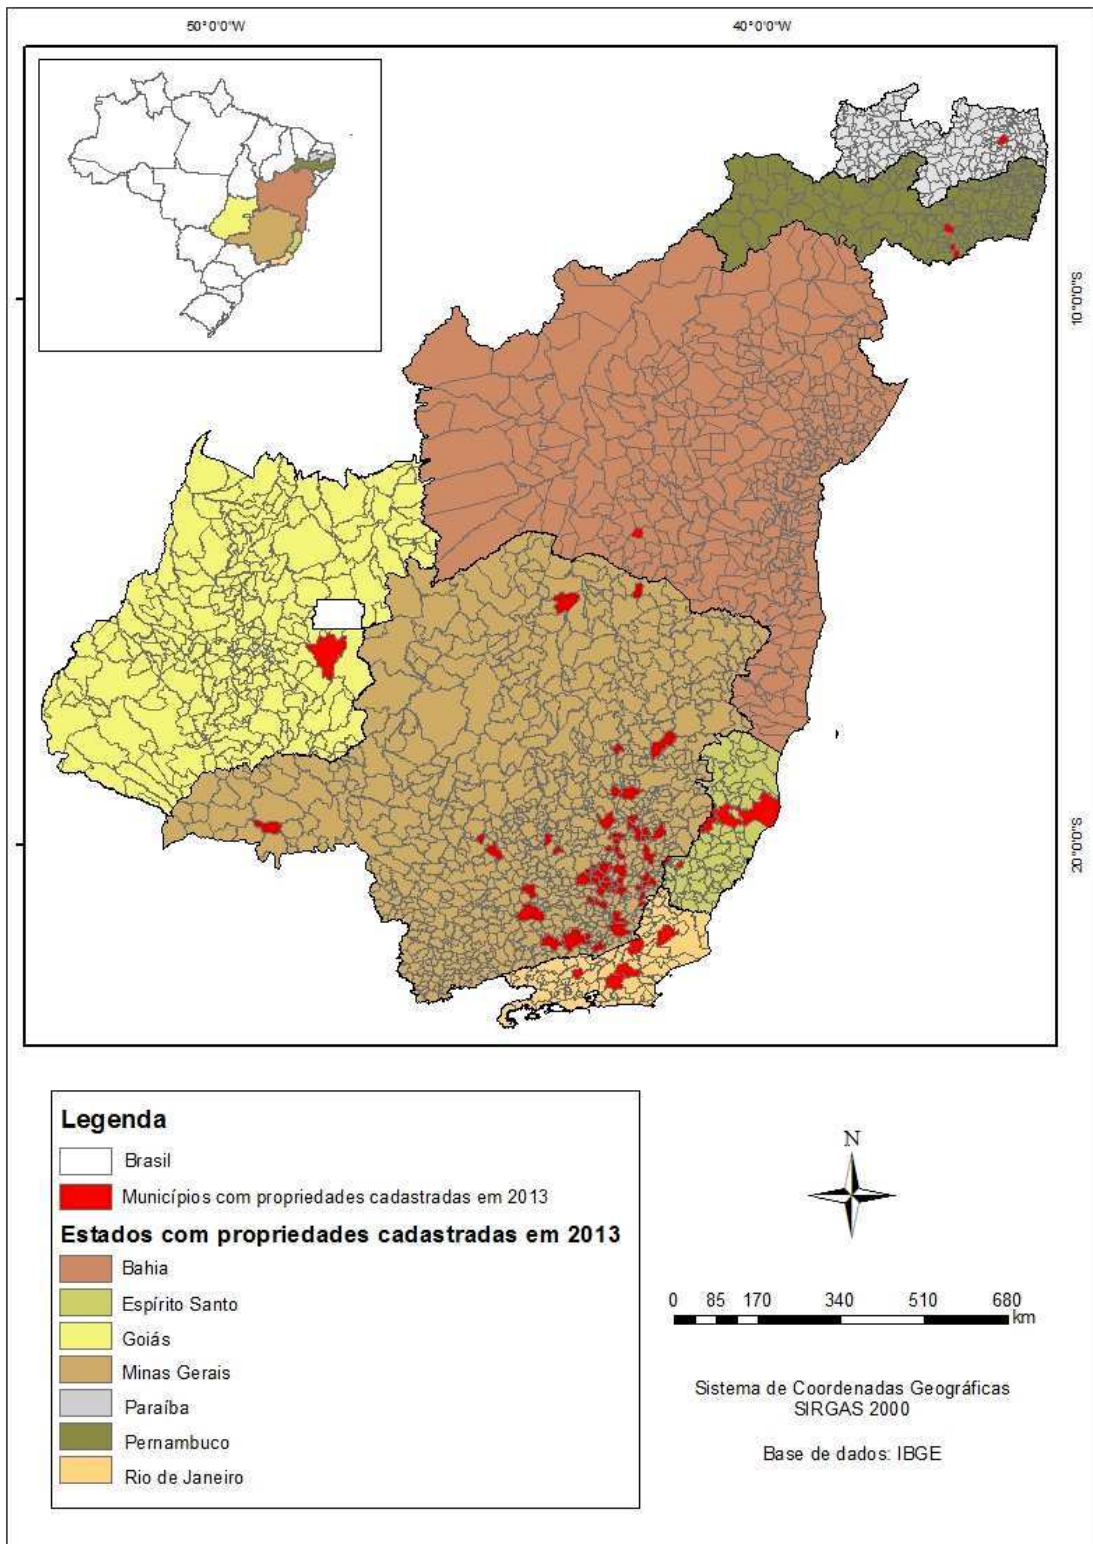 50°0'0"W
40°0'0"W
10°0'0"S
20°0'0"S
Legenda
Brasil
Municípios com propriedades cadastradas em 2013
Estados com propriedades cadastradas em 2013
Bahia
Espírito Santo
Goiás
Minas Gerais
Paraíba
Pernambuco
Rio de Janeiro
N
0 85 170 340 510 680
km
Sistema de Coordenadas Geográficas
SIRGAS 2000
Base de dados: IBGE